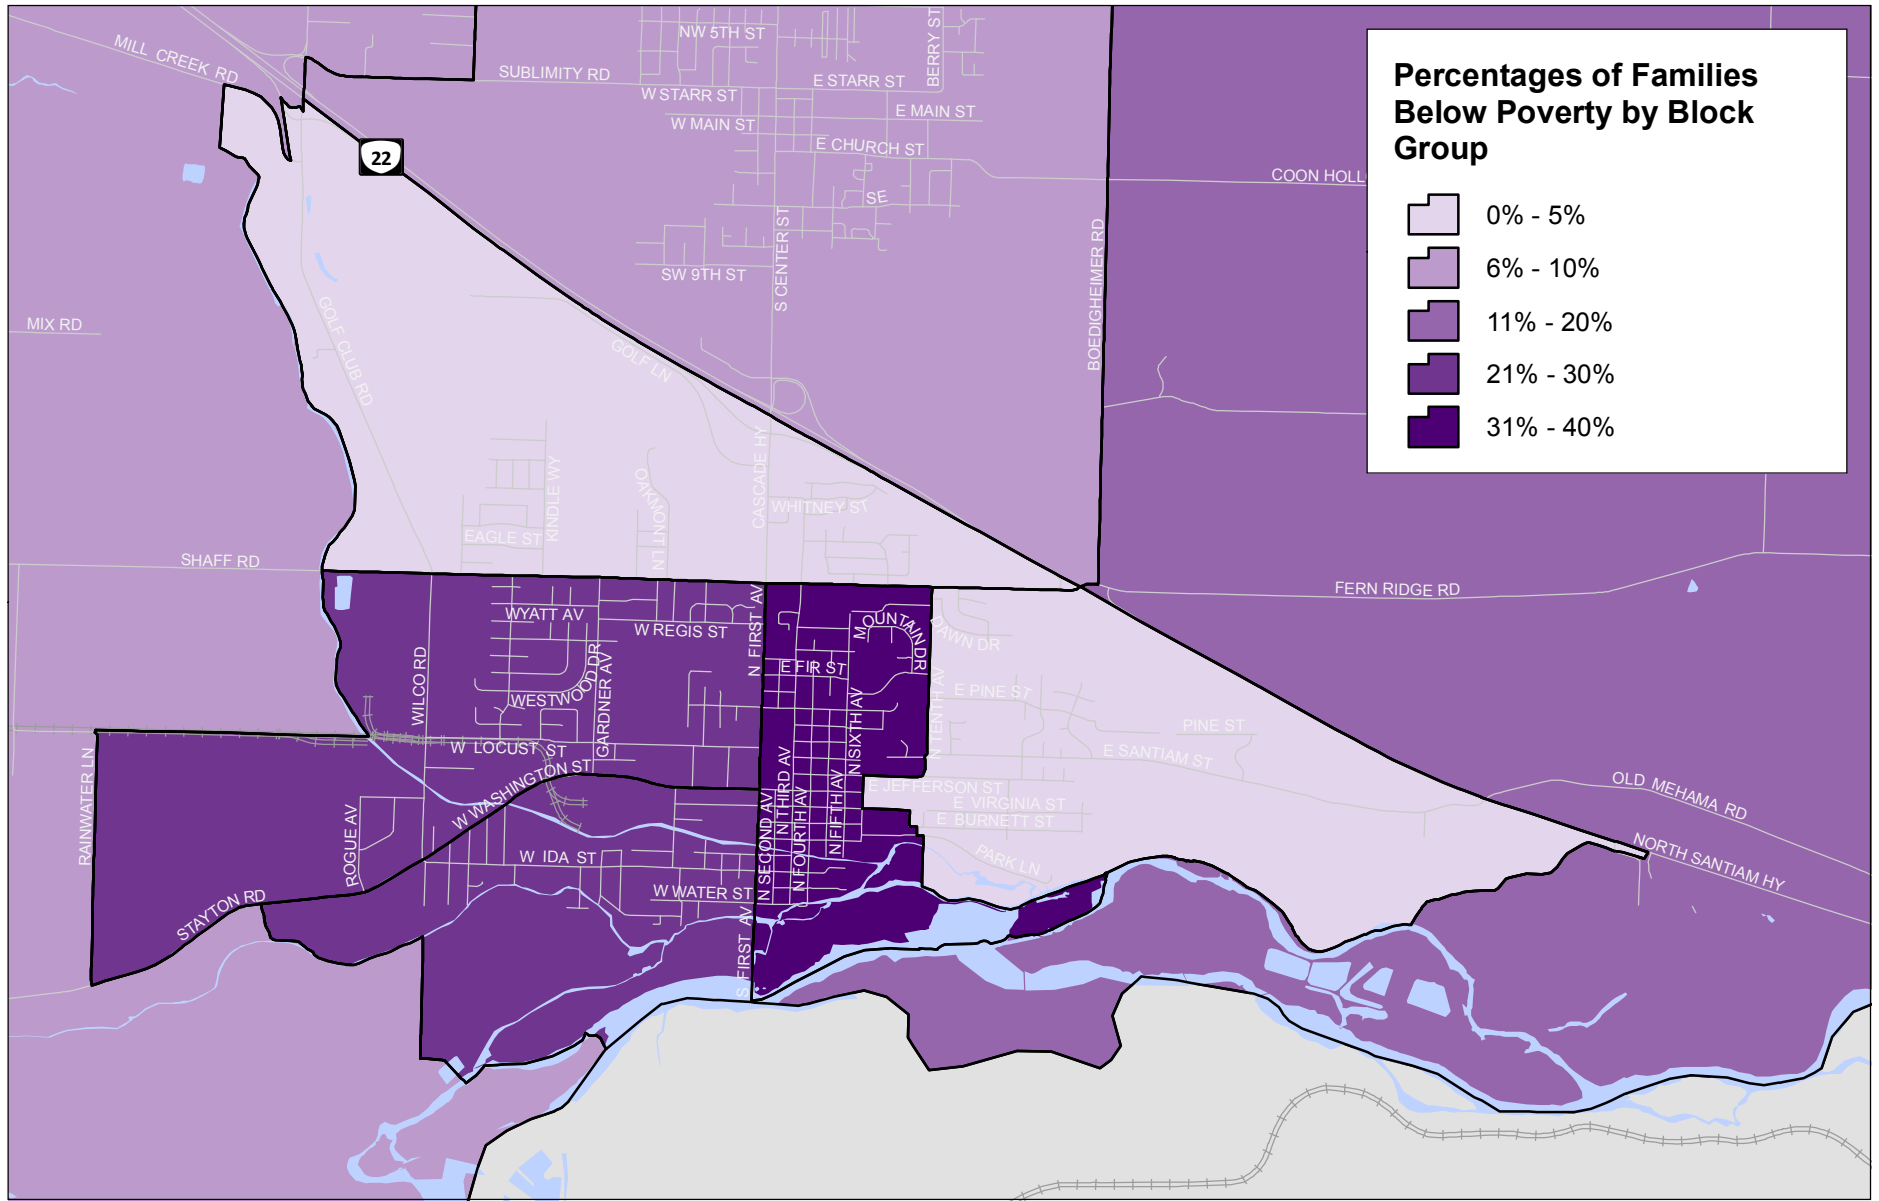 NW 5TH ST
BERRY ST
MILL CREEK RD
SUBLIMITY RD
E STARR ST
W STARR ST
E MAIN ST
W MAIN ST
E CHURCH ST
22
SE
COON HOLL
S CENTER ST
BOEDIGHEIMER RD
SW 9TH ST
MIX RD
GOLF CLUB RD
GOLF LN
Percentages of Families
Below Poverty by Block
Group
0% - 5%
6% - 10%
11% - 20%
21% - 30%
31% - 40%
CASCADE HY
KINDLE WY
OAKMONT LN
WHITNEY ST
EAGLE ST
SHAFF RD
FERN RIDGE RD
WYATT AV
W REGIS ST
N FIRST AV
MOUNTAIN DR
DAWN DR
E FIR ST
WILCO RD
WESTWOOD DR
GARDNER AV
N SIXTH AV
N TENTH AV
E PINE ST
PINE ST
W LOCUST ST
E SANTIAM ST
W WASHINGTON ST
RAINWATER LN
ROGUE AV
N THIRD AV
N SECOND AV
N FOURTH AV
N FIFTH AV
E JEFFERSON ST
E VIRGINIA ST
E BURNETT ST
OLD MEHAMA RD
NORTH SANTIAM HY
PARK LN
W IDA ST
W WATER ST
STAYTON RD
S FIRST AV